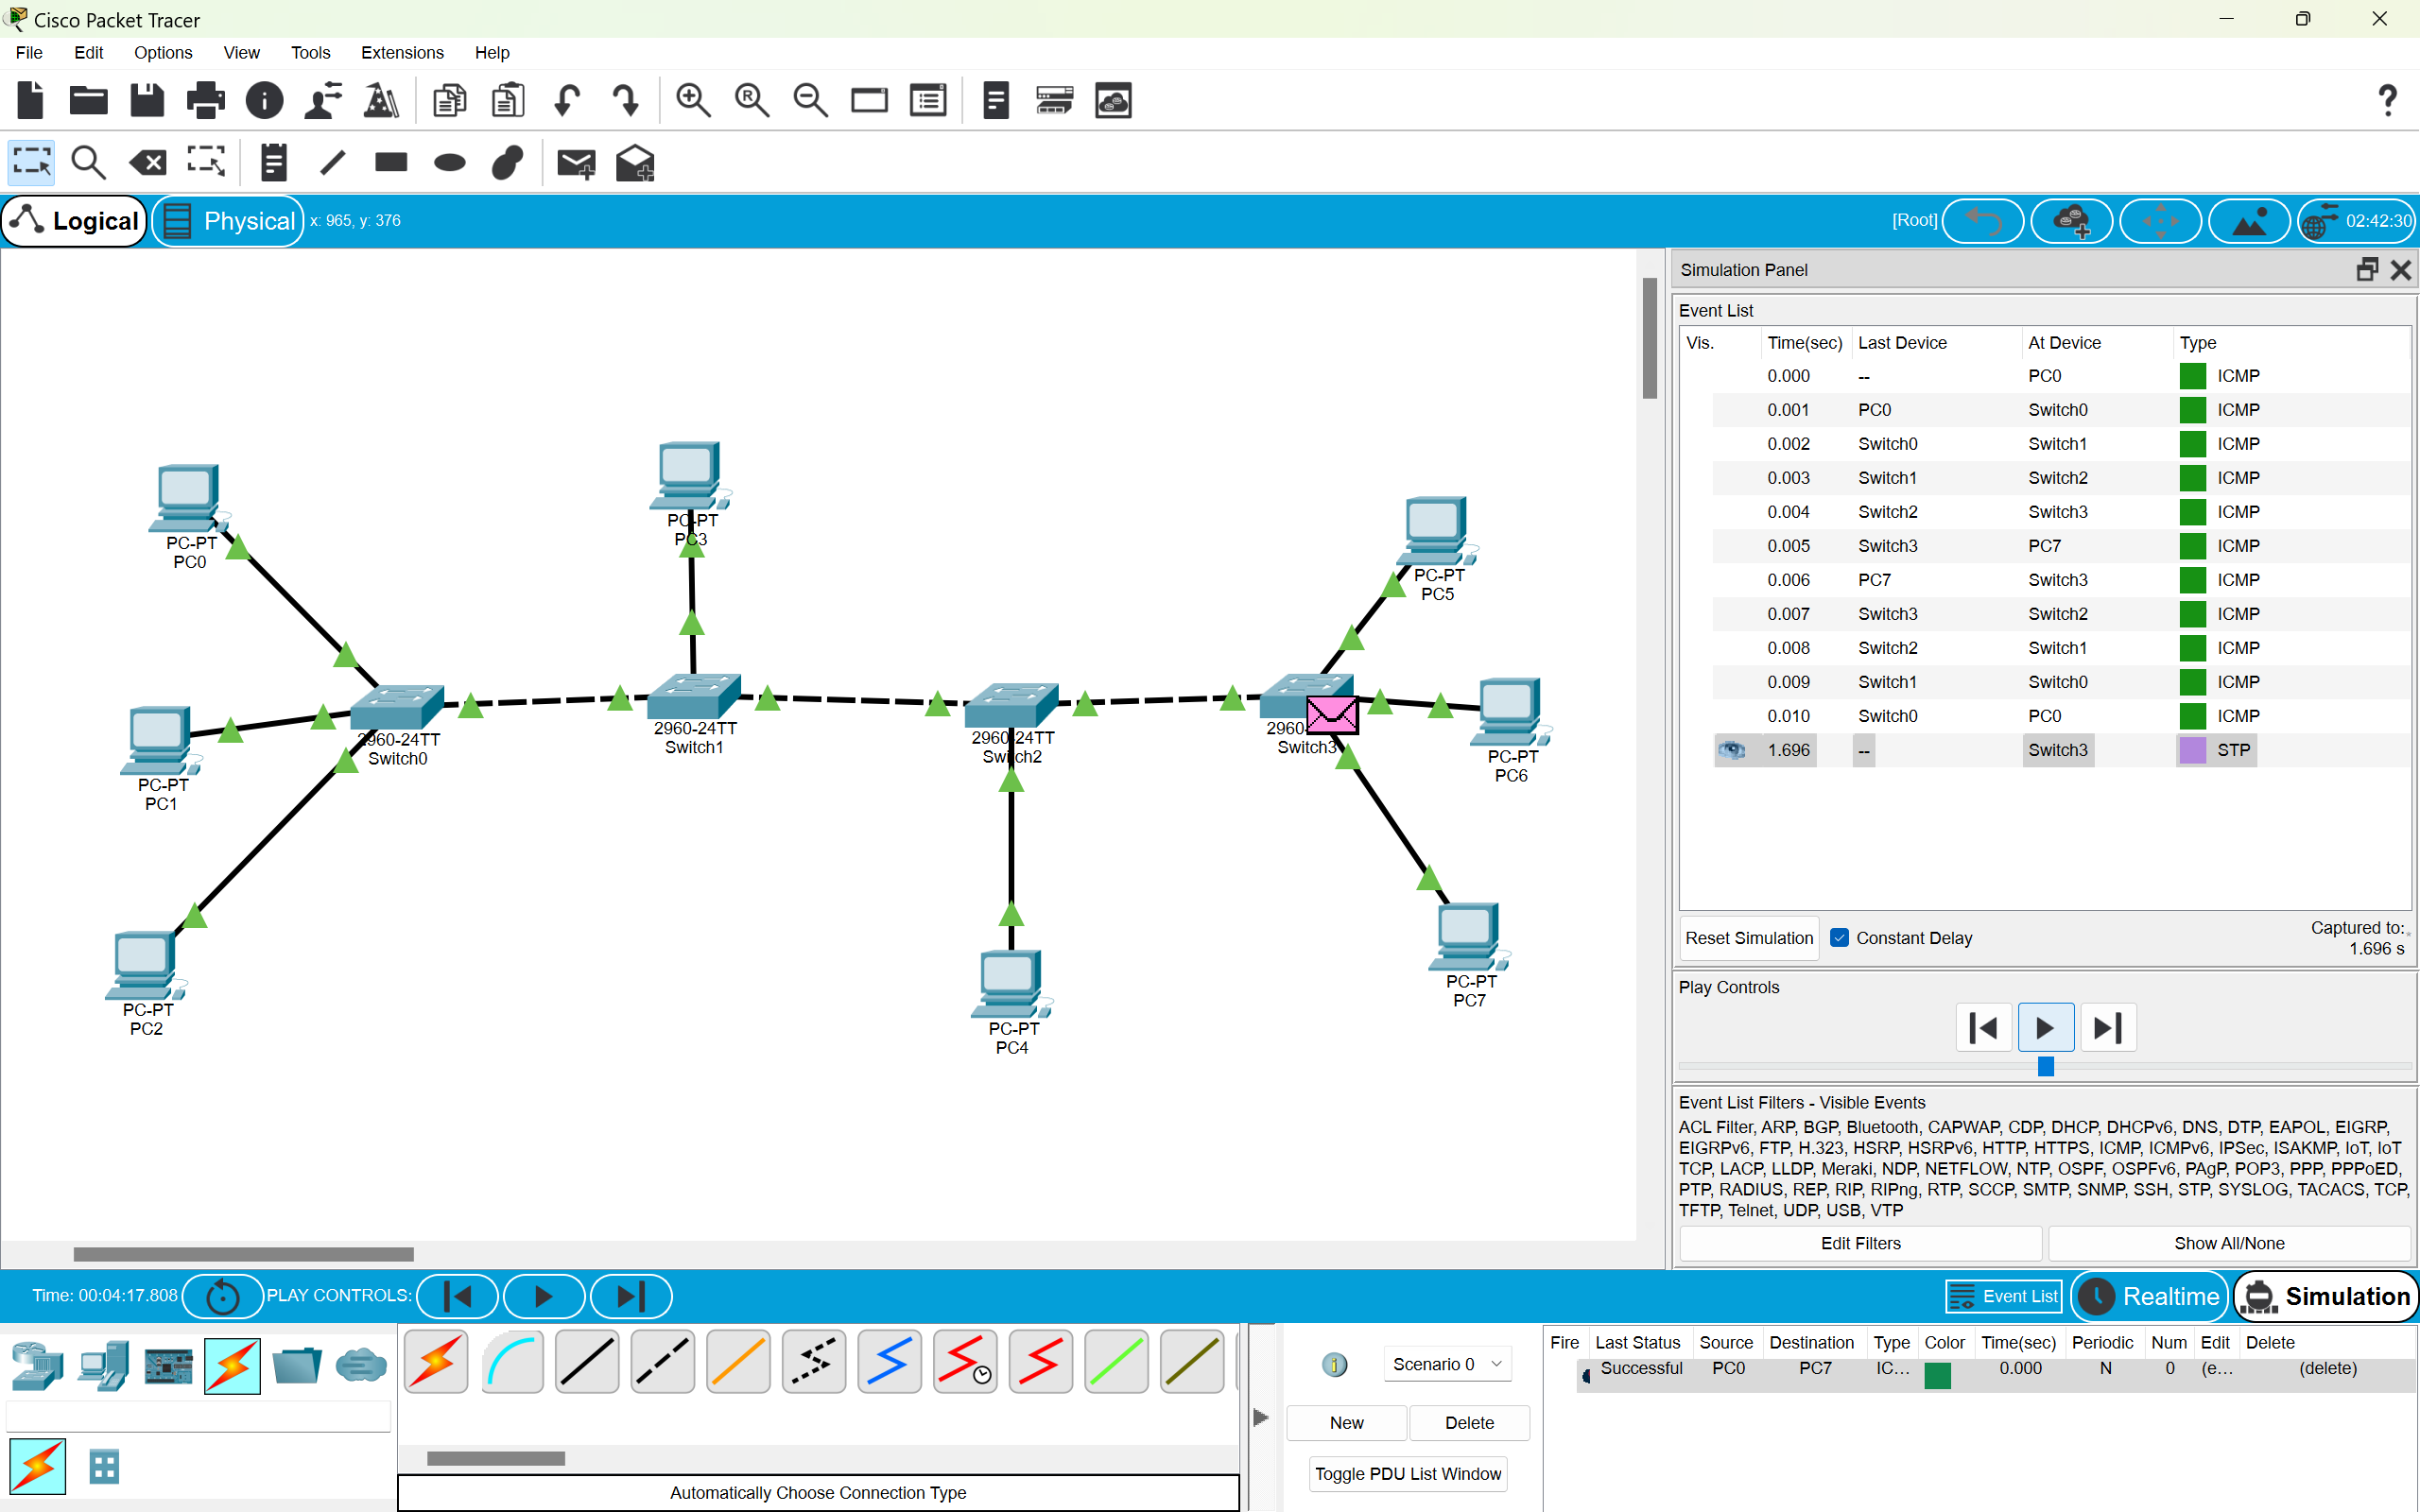 Cisco Packet Tracer
File Edit Options View Tools Extensions Help
Logical Physical x: 965, y: 376 [Root] 02:42:30
PC-PT
PC0
PC-PT
PC1
PC-PT
PC2
2960-24TT
Switch0
PC-PT
PC3
2960-24TT
Switch1
2960-24TT
Switch2
PC-PT
PC4
2960-
Switch3
PC-PT
PC5
PC-PT
PC6
PC-PT
PC7
Simulation Panel
Event List
Vis. Time(sec) Last Device At Device Type
0.000 -- PC0 ICMP
0.001 PC0 Switch0 ICMP
0.002 Switch0 Switch1 ICMP
0.003 Switch1 Switch2 ICMP
0.004 Switch2 Switch3 ICMP
0.005 Switch3 PC7 ICMP
0.006 PC7 Switch3 ICMP
0.007 Switch3 Switch2 ICMP
0.008 Switch2 Switch1 ICMP
0.009 Switch1 Switch0 ICMP
0.010 Switch0 PC0 ICMP
1.696 -- Switch3 STP
Reset Simulation Constant Delay Captured to:
1.696 s
Play Controls
Event List Filters - Visible Events
ACL Filter, ARP, BGP, Bluetooth, CAPWAP, CDP, DHCP, DHCPv6, DNS, DTP, EAPOL, EIGRP,
EIGRPv6, FTP, H.323, HSRP, HSRPv6, HTTP, HTTPS, ICMP, ICMPv6, IPSec, ISAKMP, IoT, IoT
TCP, LACP, LLDP, Meraki, NDP, NETFLOW, NTP, OSPF, OSPFv6, PAgP, POP3, PPP, PPPoED,
PTP, RADIUS, REP, RIP, RIPng, RTP, SCCP, SMTP, SNMP, SSH, STP, SYSLOG, TACACS, TCP,
TFTP, Telnet, UDP, USB, VTP
Edit Filters Show All/None
Time: 00:04:17.808 PLAY CONTROLS: Event List Realtime Simulation
Automatically Choose Connection Type
Scenario 0
New Delete
Toggle PDU List Window
Fire Last Status Source Destination Type Color Time(sec) Periodic Num Edit Delete
Successful PC0 PC7 IC... 0.000 N 0 (e... (delete)